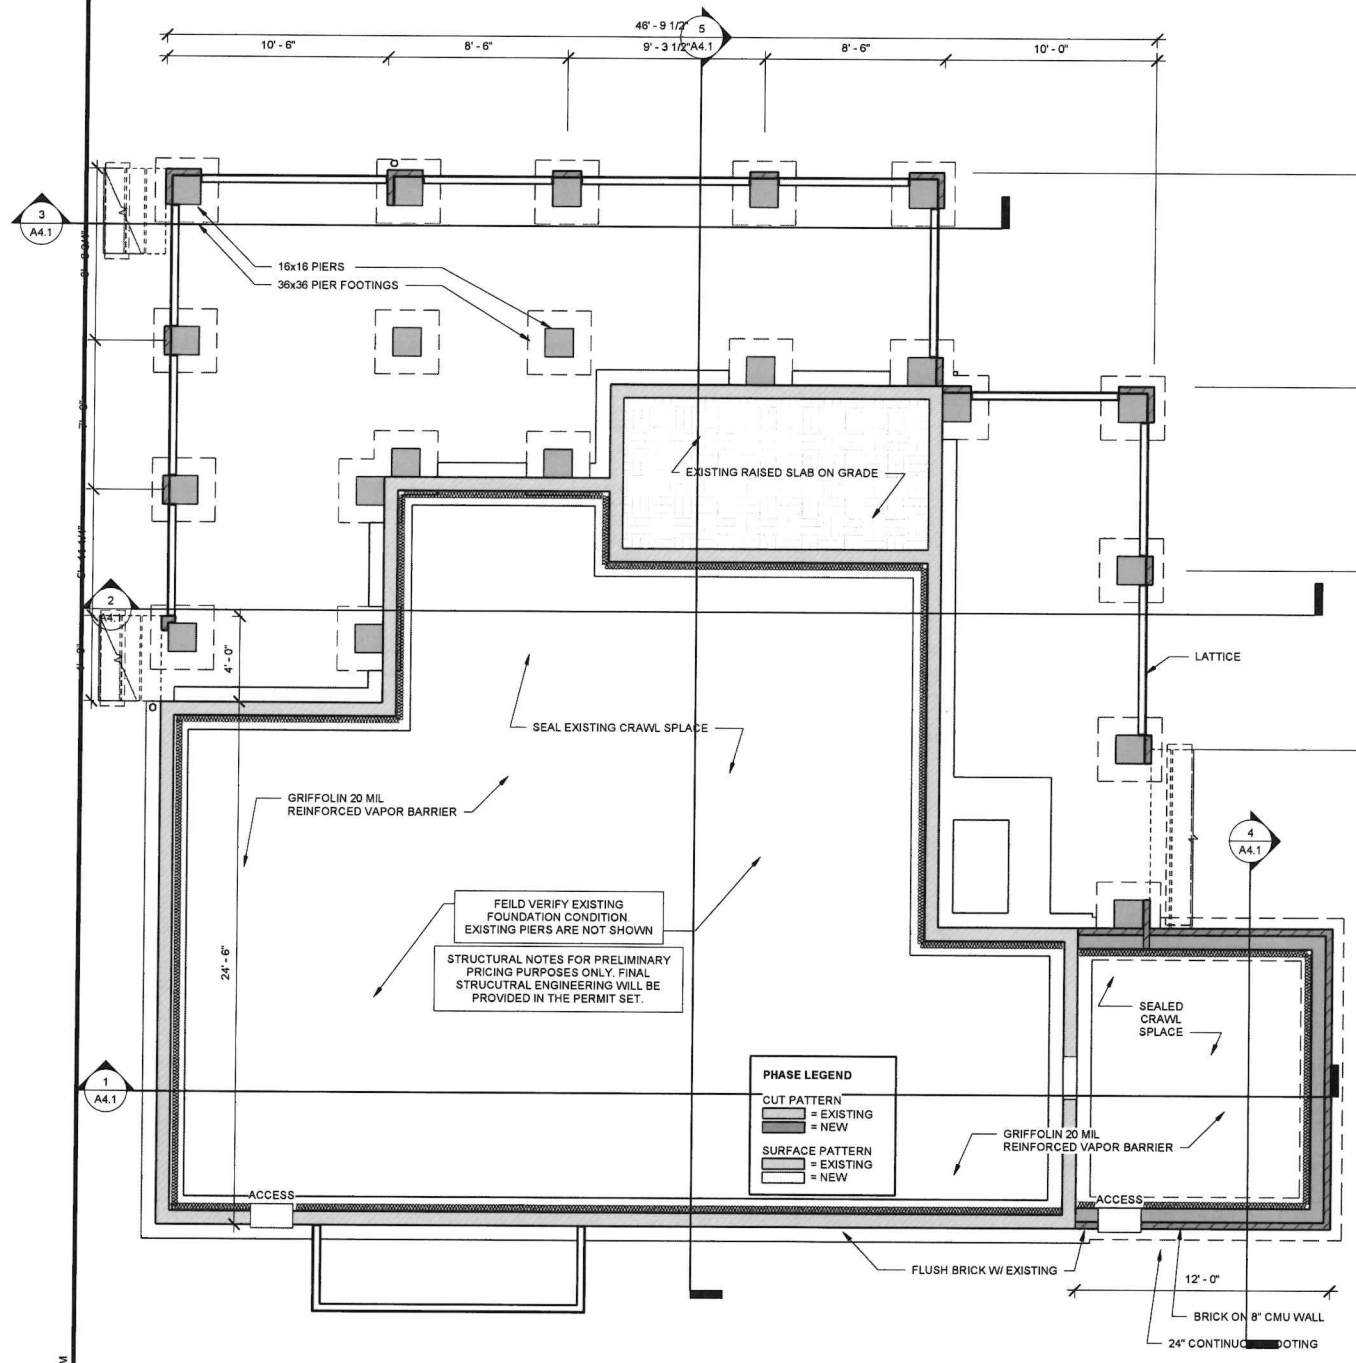 46' - 9 1/2"
5
A4.1
10' - 6"
8' - 6"
9' - 3 1/2"
8' - 6"
10' - 0"
3
A4.1
16x16 PIERS
36x36 PIER FOOTINGS
EXISTING RAISED SLAB ON GRADE
2
4' - 0"
LATTICE
SEAL EXISTING CRAWL SPLACE
GRIFFOLIN 20 MIL
REINFORCED VAPOR BARRIER
4
A4.1
FEILD VERIFY EXISTING
FOUNDATION CONDITION.
EXISTING PIERS ARE NOT SHOWN
STRUCTURAL NOTES FOR PRELIMINARY
PRICING PURPOSES ONLY. FINAL
STRUCUTRAL ENGINEERING WILL BE
PROVIDED IN THE PERMIT SET.
24' - 6"
SEALED
CRAWL
SPLACE
1
A4.1
PHASE LEGEND
CUT PATTERN
= EXISTING
= NEW
SURFACE PATTERN
= EXISTING
= NEW
GRIFFOLIN 20 MIL
REINFORCED VAPOR BARRIER
ACCESS
ACCESS
FLUSH BRICK W/ EXISTING
12' - 0"
BRICK ON 8" CMU WALL
24"